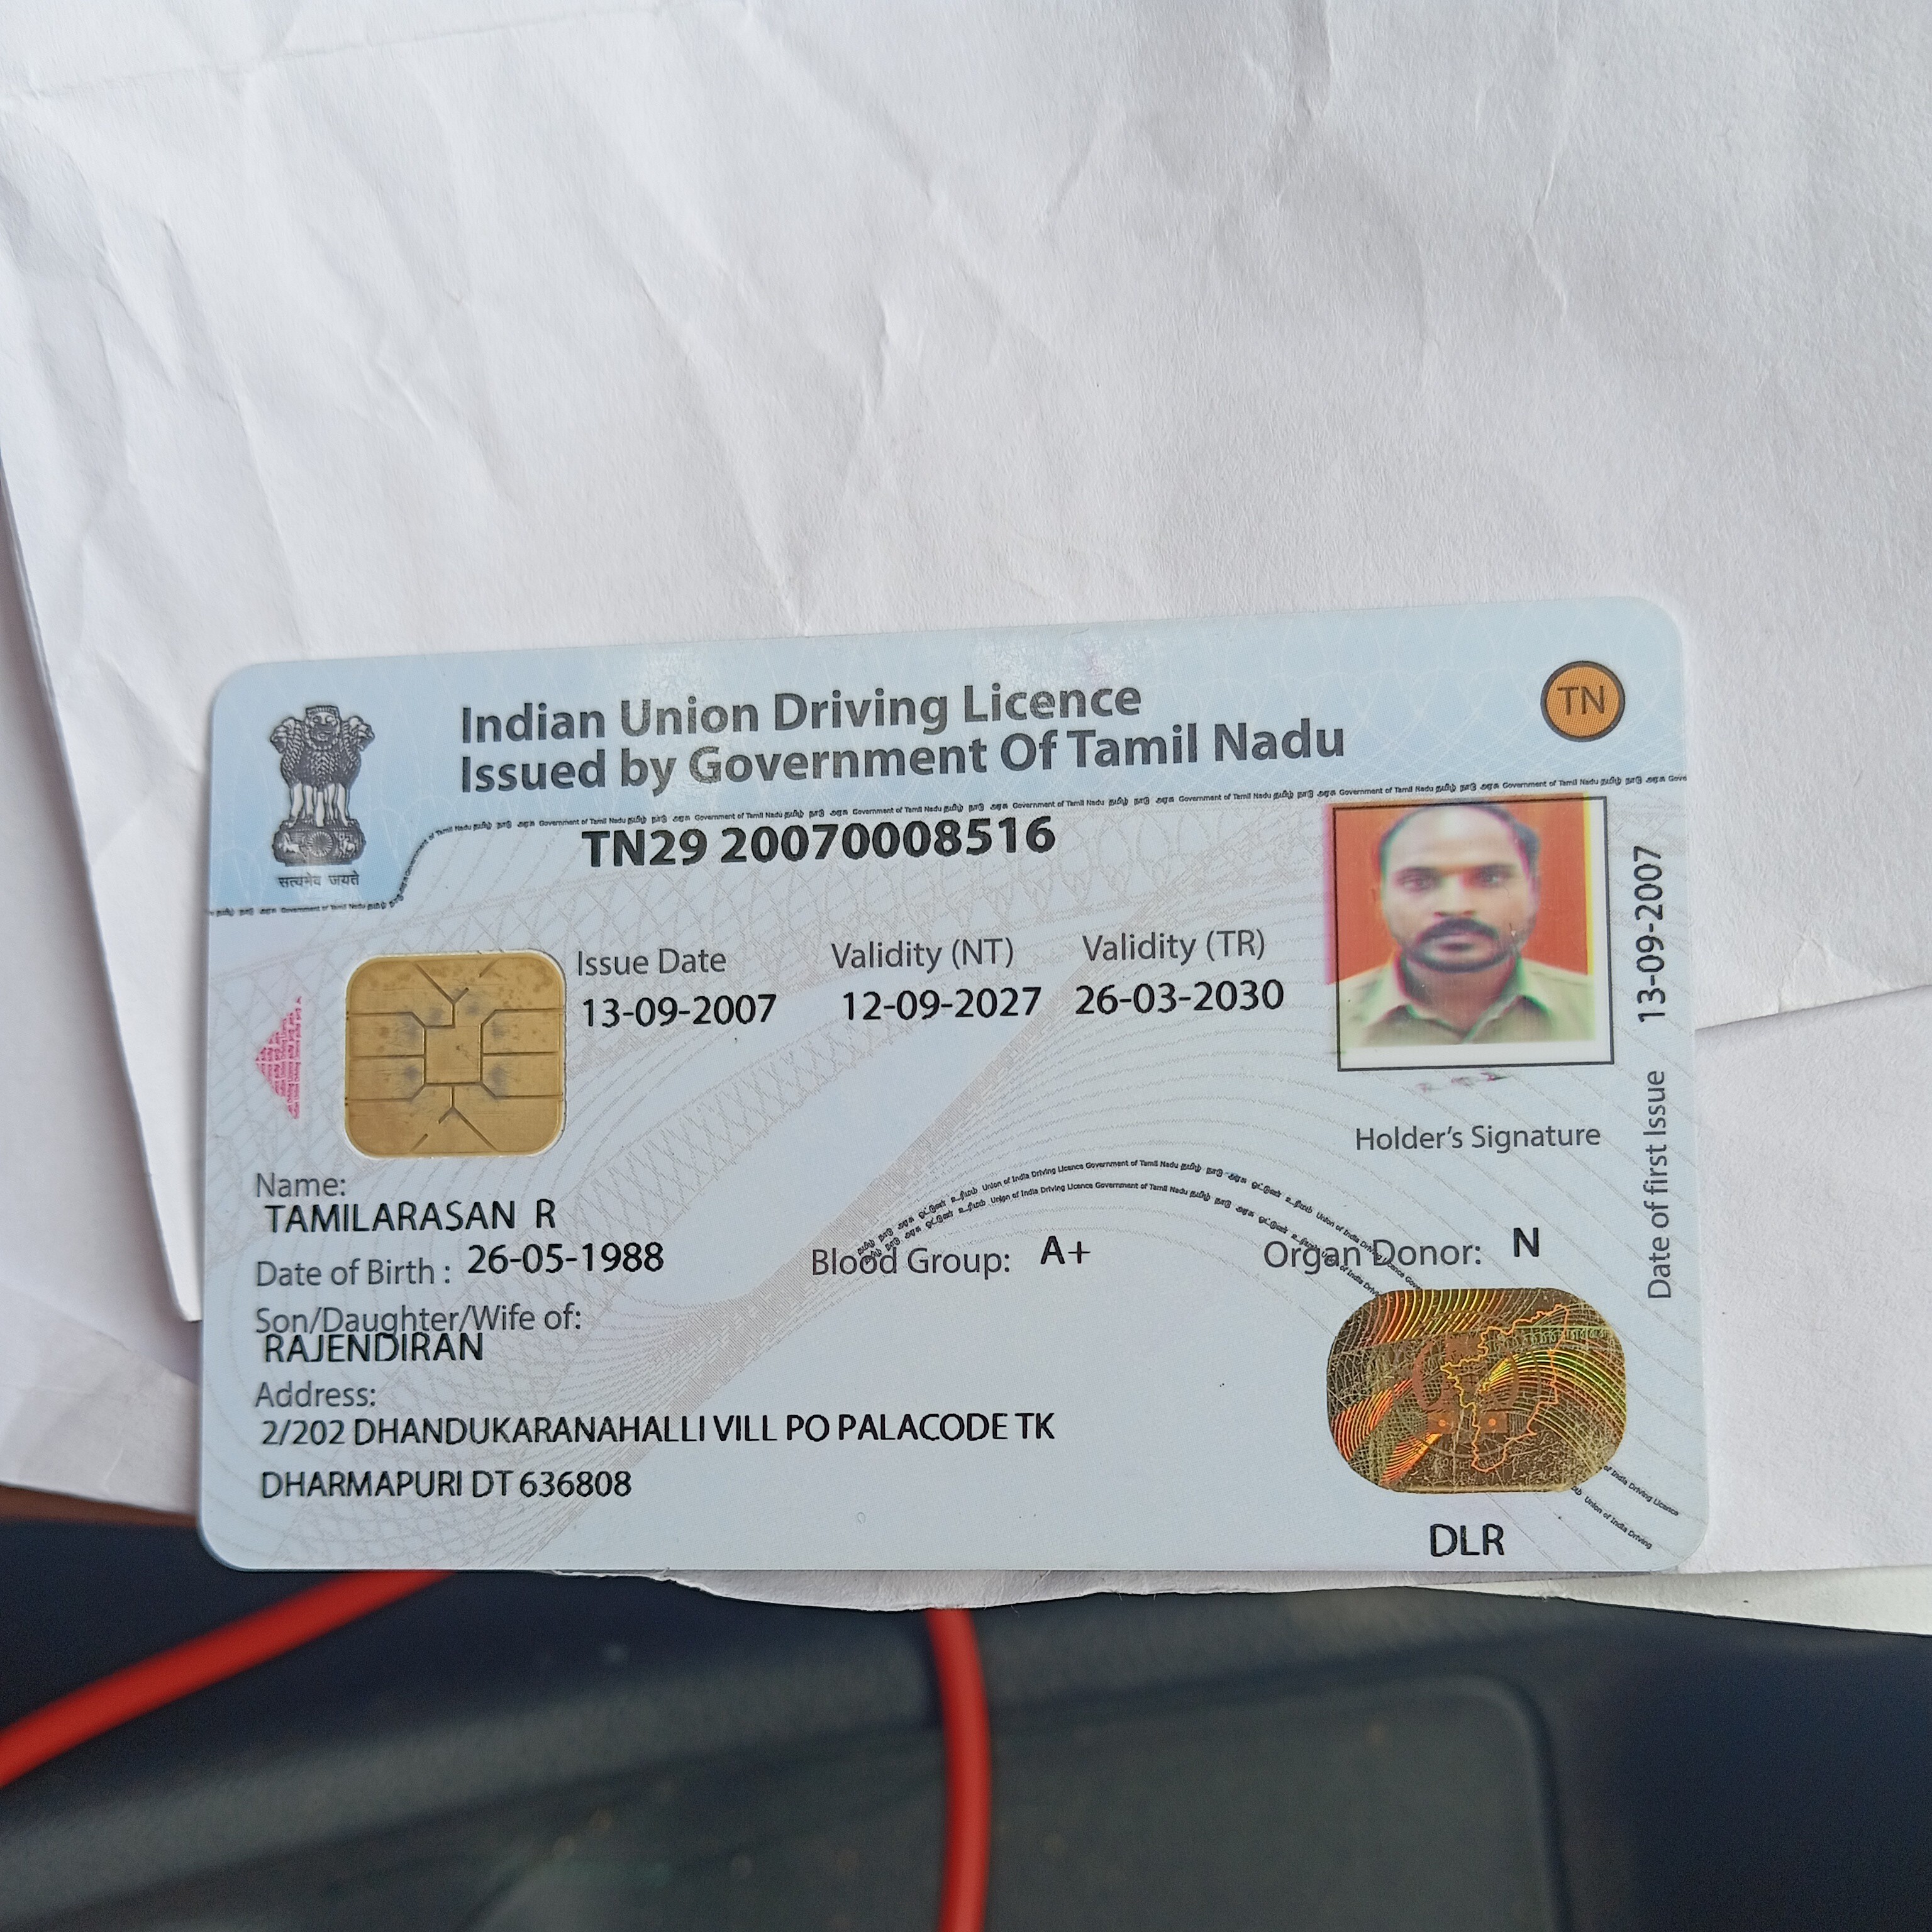 Indian Union Driving Licence
Issued by Government Of Tamil Nadu
TN
सत्यमेव जयते
TN29 20070008516
Issue Date Validity (NT) Validity (TR)
13-09-2007 12-09-2027 26-03-2030
Date of first Issue 13-09-2007
Holder's Signature
Name:
TAMILARASAN R
Date of Birth : 26-05-1988 Blood Group: A+ Organ Donor: N
Son/Daughter/Wife of:
RAJENDIRAN
Address:
2/202 DHANDUKARANAHALLI VILL PO PALACODE TK
DHARMAPURI DT 636808
DLR